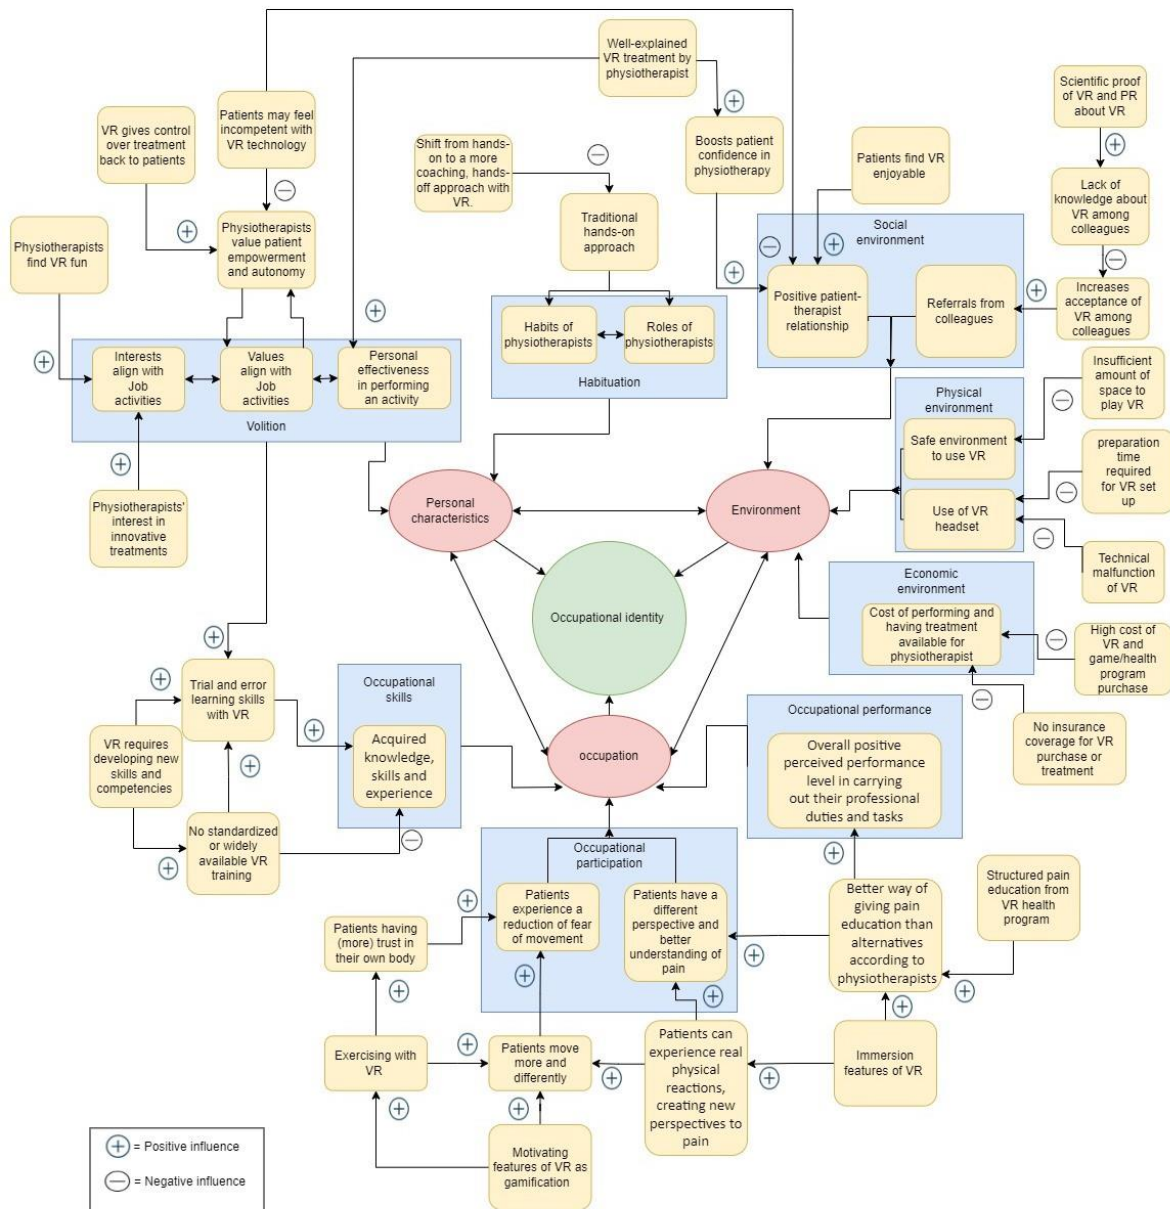 Well-explained
VR treatment by
physiotherapist
Scientific proof
of VR and PR
about VR
VR gives control
over treatment
back to patients
Patients may feel
incompetent with
VR technology
Shift from hands-
on to a more
coaching, hands-
off approach with
VR.
Boosts patient
confidence in
physiotherapy
Patients find VR
enjoyable
Lack of
knowledge about
VR among
colleagues
Traditional
hands-on
approach
Physiotherapists
find VR fun
Physiotherapists
value patient
empowerment
and autonomy
Social
environment
Positive patient-
therapist
relationship
Referrals from
colleagues
Increases
acceptance of
VR among
colleagues
Habits of
physiotherapists
Roles of
physiotherapists
Habituation
Interests
align with
Job
activities
Values
align with
Job
activities
Personal
effectiveness
in performing
an activity
Volition
Insufficient
amount of
space to
play VR
Physical
environment
Safe environment
to use VR
Use of VR
headset
preparation
time
required
for VR set
up
Technical
malfunction
of VR
Physiotherapists'
interest in
innovative
treatments
Personal
characteristics
Environment
Occupational identity
Economic
environment
Cost of performing and
having treatment
available for
physiotherapist
High cost of
VR and
game/health
program
purchase
No insurance
coverage for VR
purchase or
treatment
Trial and error
learning skills
with VR
VR requires
developing new
skills and
competencies
No standardized
or widely
available VR
training
Occupational
skills
Acquired
knowledge,
skills and
experience
occupation
Occupational performance
Overall positive
perceived performance
level in carrying
out their professional
duties and tasks
Occupational
participation
Patients
experience a
reduction of fear
of movement
Patients have a
different
perspective and
better
understanding of
pain
Better way of
giving pain
education than
alternatives
according to
physiotherapists
Structured pain
education from
VR health
program
Patients having
(more) trust in
their own body
Exercising with
VR
Patients move
more and
differently
Patients can
experience real
physical
reactions,
creating new
perspectives to
pain
Immersion
features of VR
Motivating
features of VR as
gamification
+ = Positive influence
− = Negative influence